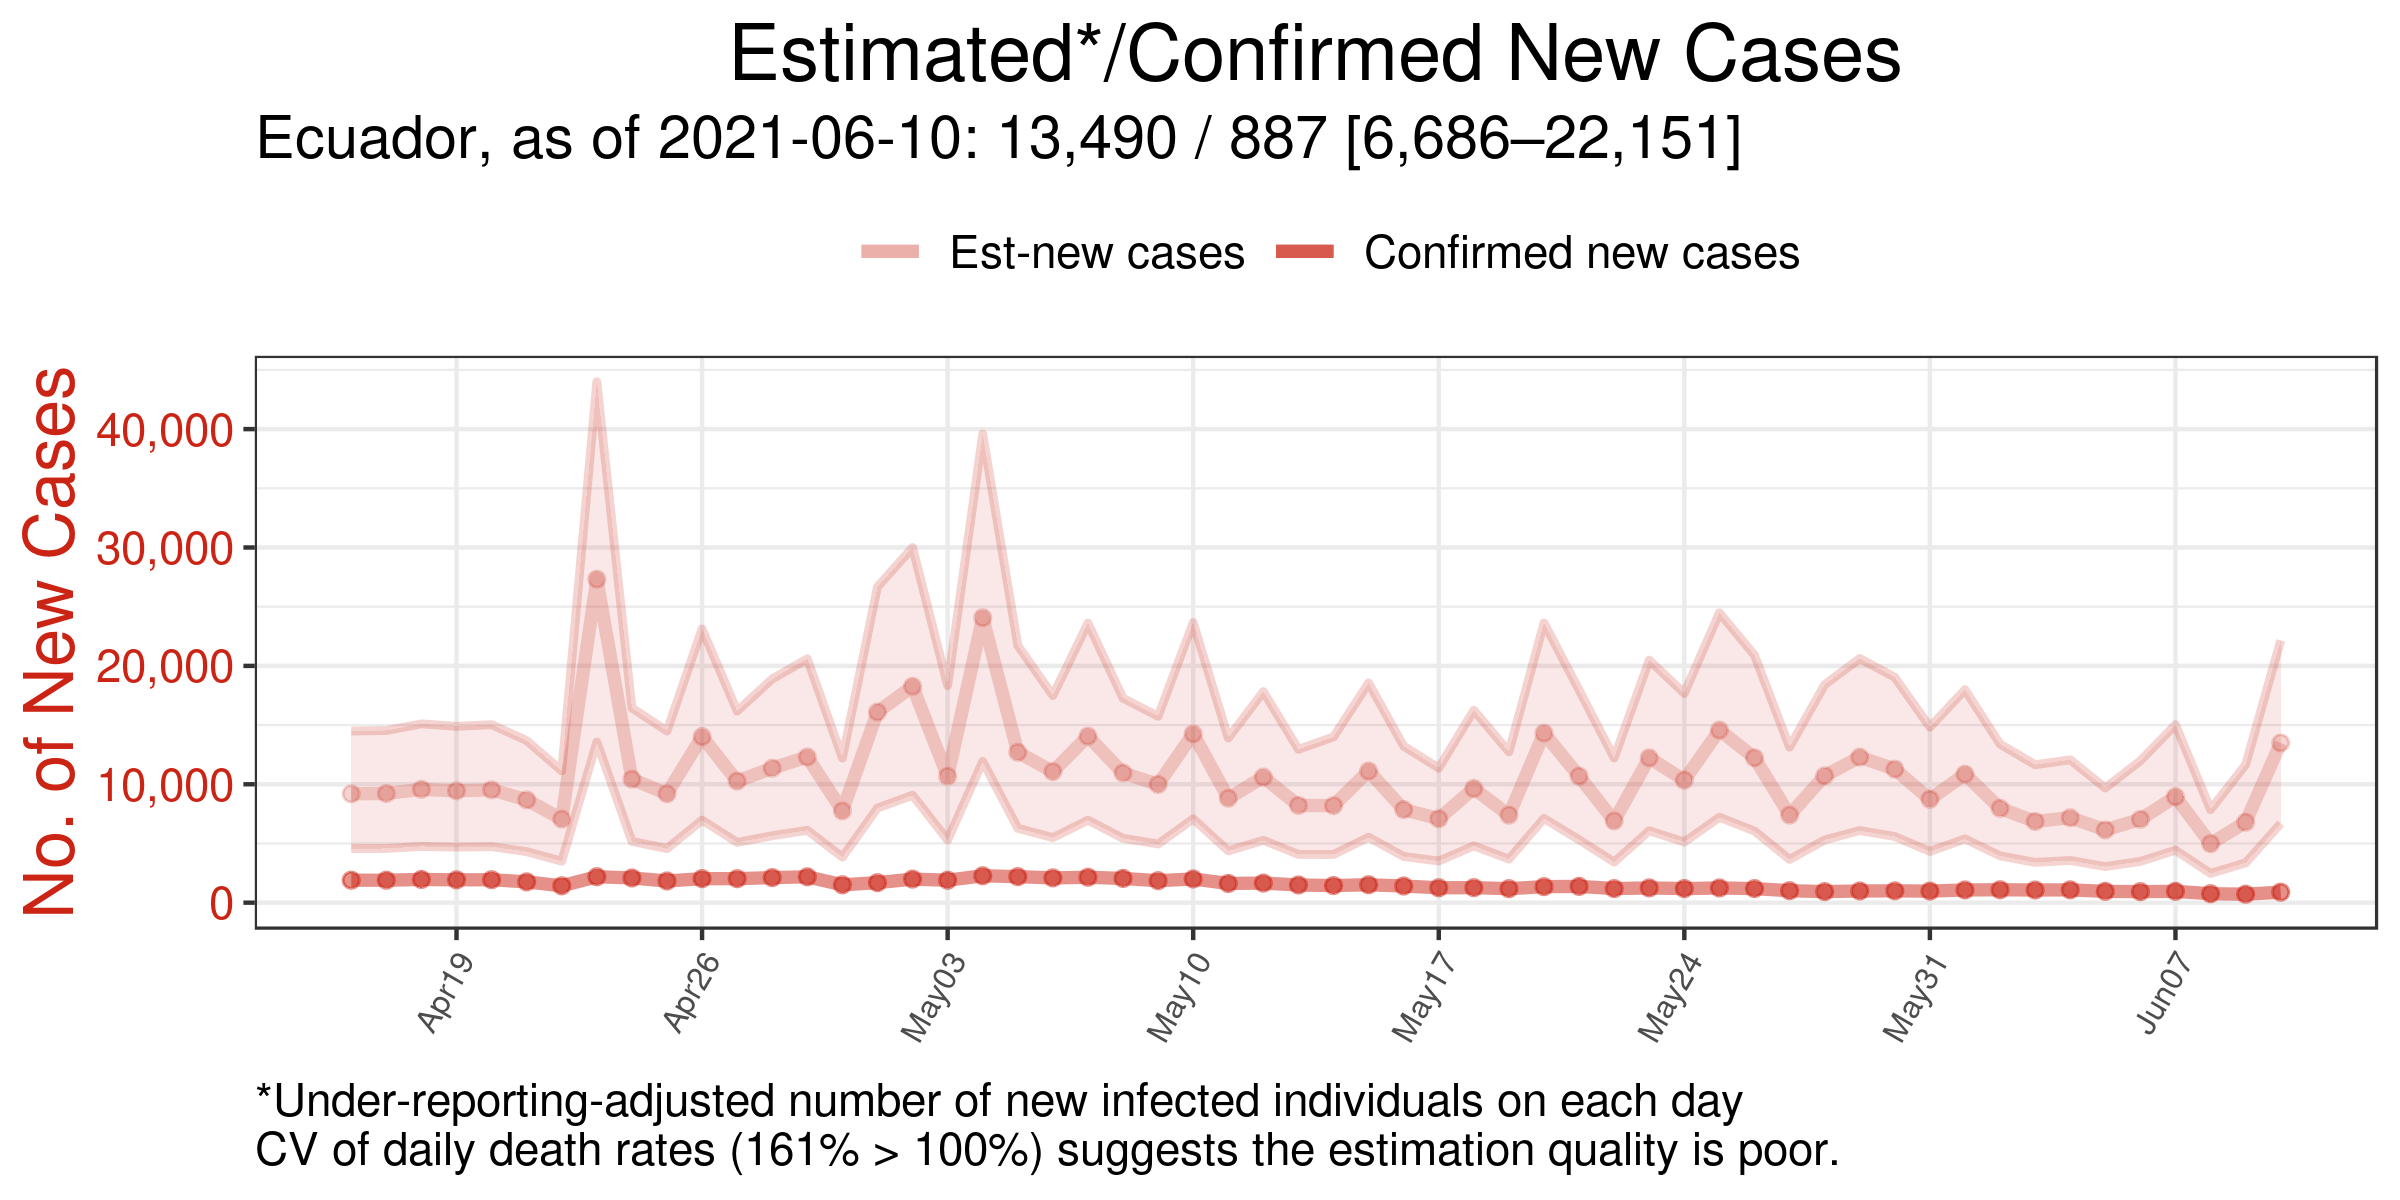 Estimated*/Confirmed New Cases
Ecuador, as of 2021-06-10: 13,490 / 887 [6,686–22,151]
Est-new cases Confirmed new cases
No. of New Cases
40,000
30,000
20,000
10,000
0
Apr19 Apr26 May03 May10 May17 May24 May31 Jun07
*Under-reporting-adjusted number of new infected individuals on each day
CV of daily death rates (161% > 100%) suggests the estimation quality is poor.